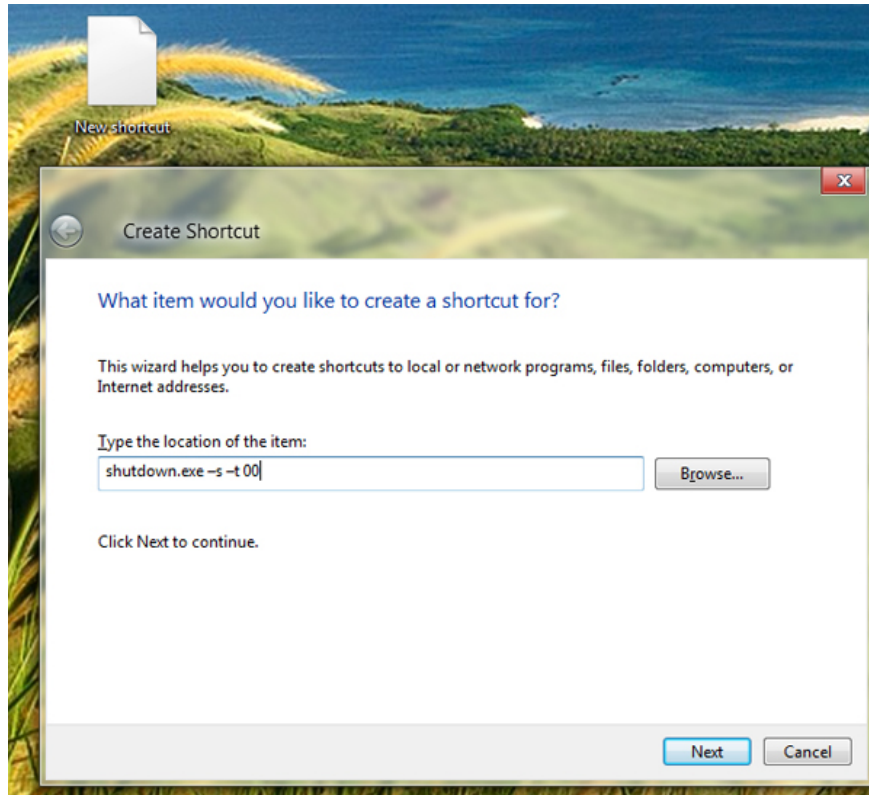 New shortcut
x
Create Shortcut
What item would you like to create a shortcut for?
This wizard helps you to create shortcuts to local or network programs, files, folders, computers, or
Internet addresses.
Type the location of the item:
shutdown.exe –s –t 00
Browse...
Click Next to continue.
Next
Cancel